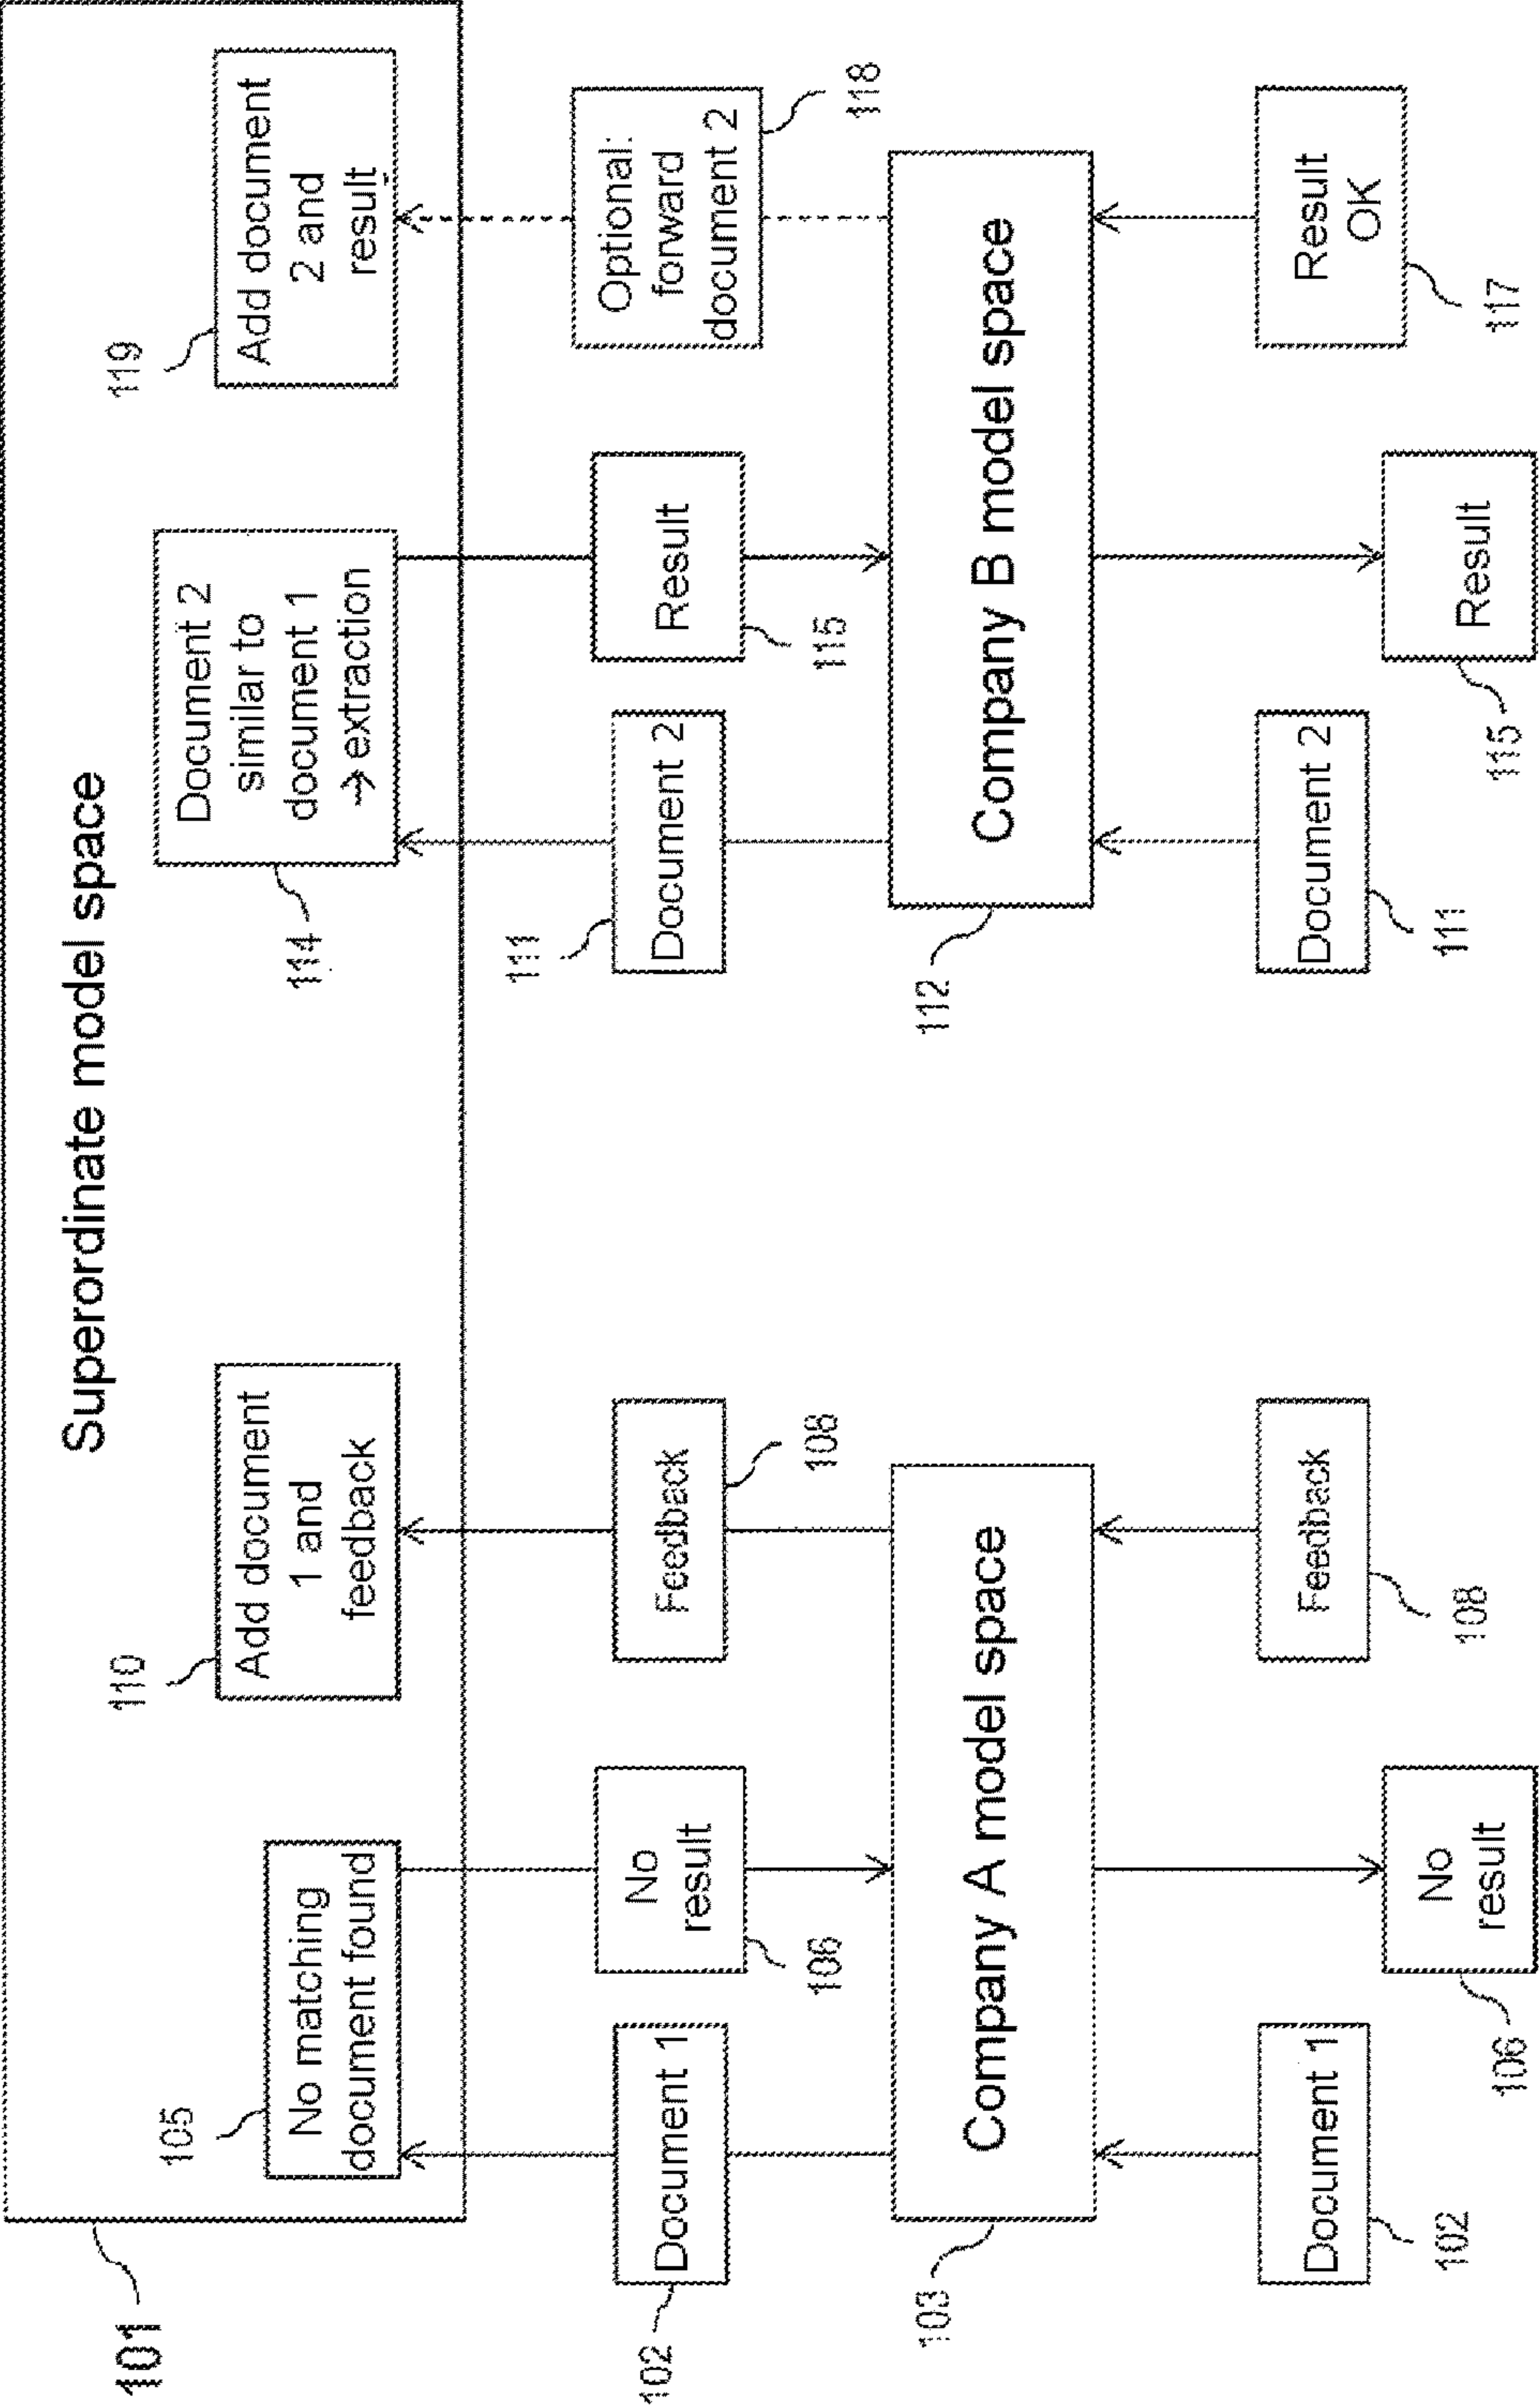 Superordinate model space
101
105
No matching
document found
110
Add document
1 and
feedback
114
Document 2
similar to
document 1
→ extraction
119
Add document
2 and
result
102
Document 1
No
result
106
Feedback
108
111
Document 2
Result
115
Optional:
forward
document 2
118
103
Company A model space
112
Company B model space
Document 1
102
No
result
106
Feedback
108
Document 2
111
Result
115
Result
OK
117